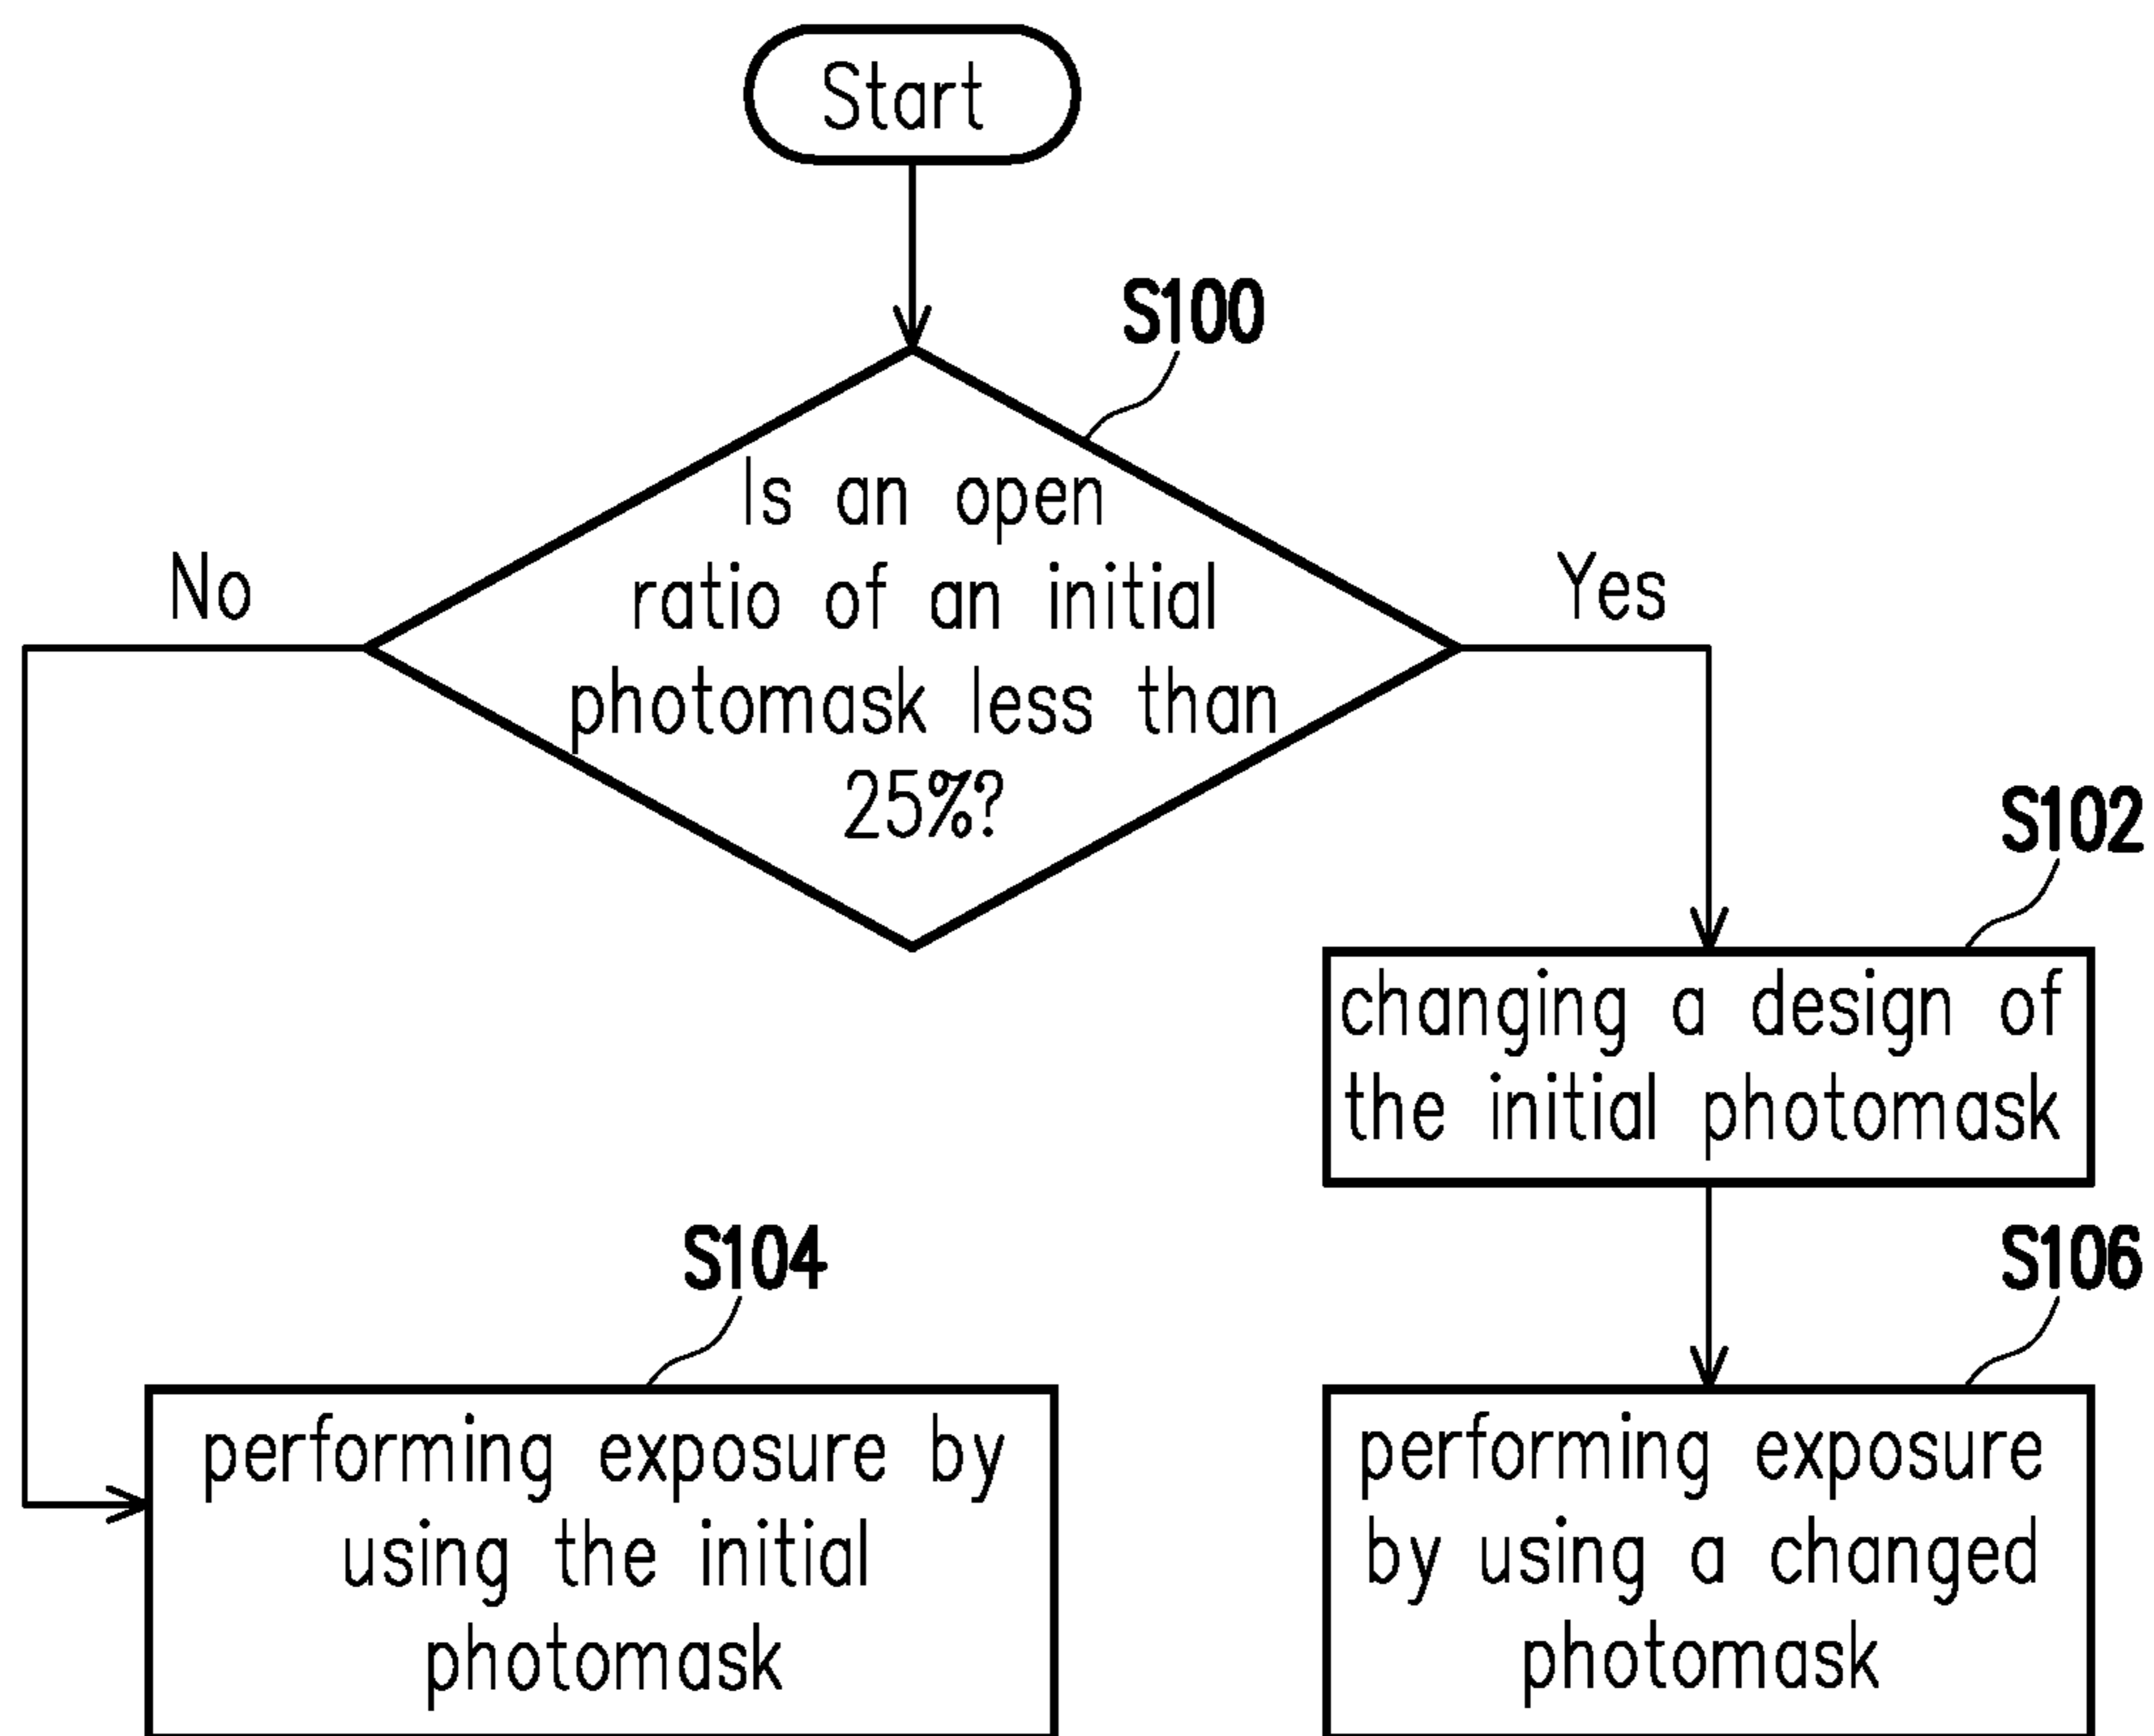 Start
S100
Is an open
ratio of an initial
photomask less than
25%?
No
Yes
S102
changing a design of
the initial photomask
S104
performing exposure by
using the initial
photomask
S106
performing exposure
by using a changed
photomask